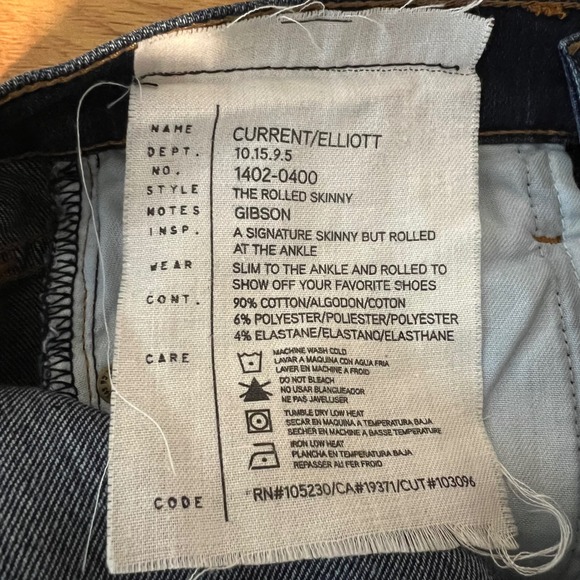 NAME CURRENT/ELLIOTT
DEPT. 10.15.9.5
NO. 1402-0400
STYLE THE ROLLED SKINNY
NOTES GIBSON
INSP. A SIGNATURE SKINNY BUT ROLLED
AT THE ANKLE
WEAR SLIM TO THE ANKLE AND ROLLED TO
SHOW OFF YOUR FAVORITE SHOES
CONT. 90% COTTON/ALGODON/COTON
6% POLYESTER/POLIESTER/POLYESTER
4% ELASTANE/ELASTANO/ELASTHANE
CARE MACHINE WASH COLD
LAVAR A MAQUINA CON AGUA FRIA
LAVER EN MACHINE A FROID
DO NOT BLEACH
NO USAR BLANQUEADOR
NE PAS JAVELLISER
TUMBLE DRY LOW HEAT
SECAR EN MAQUINA A TEMPERATURA BAJA
SECHER EN MACHINE A BASSE TEMPERATURE
IRON LOW HEAT
PLANCHA EN TEMPERATURA BAJA
REPASSER AU FER FROID
CODE RN#105230/CA#19371/CUT#103096